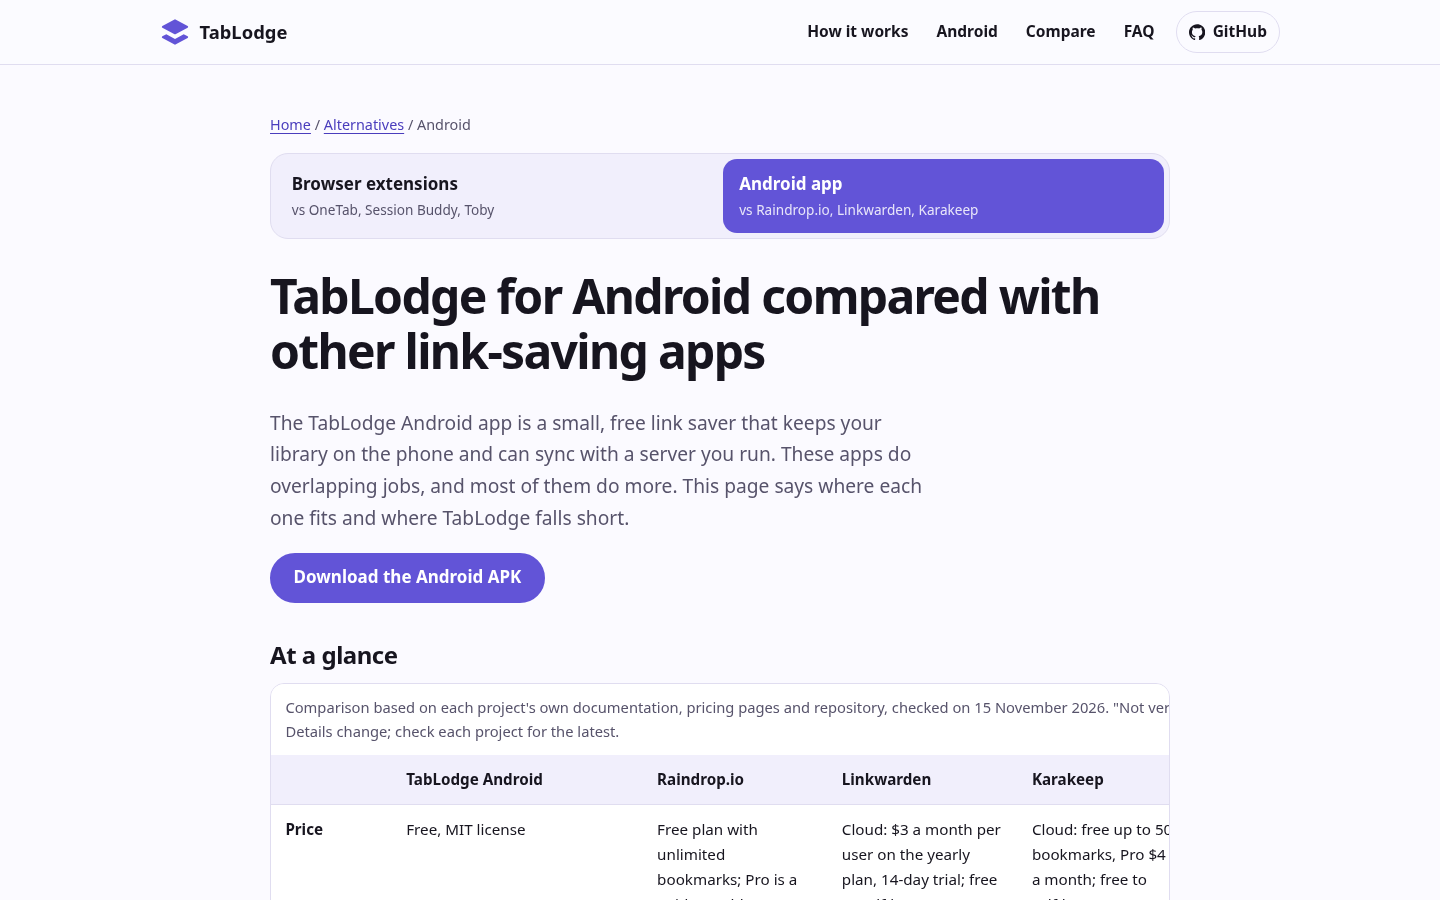 TabLodge
How it works
Android
Compare
FAQ
GitHub
Home / Alternatives / Android
Browser extensions
vs OneTab, Session Buddy, Toby
Android app
vs Raindrop.io, Linkwarden, Karakeep
TabLodge for Android compared with
other link-saving apps
The TabLodge Android app is a small, free link saver that keeps your
library on the phone and can sync with a server you run. These apps do
overlapping jobs, and most of them do more. This page says where each
one fits and where TabLodge falls short.
Download the Android APK
At a glance
Comparison based on each project's own documentation, pricing pages and repository, checked on 15 November 2026. "Not
Details change; check each project for the latest.
TabLodge Android
Raindrop.io
Linkwarden
Karakeep
Price
Free, MIT license
Free plan with
unlimited
bookmarks; Pro is a
Cloud: $3 a month per
user on the yearly
plan, 14-day trial; free
Cloud: free up to
bookmarks, Pro $4
a month; free to